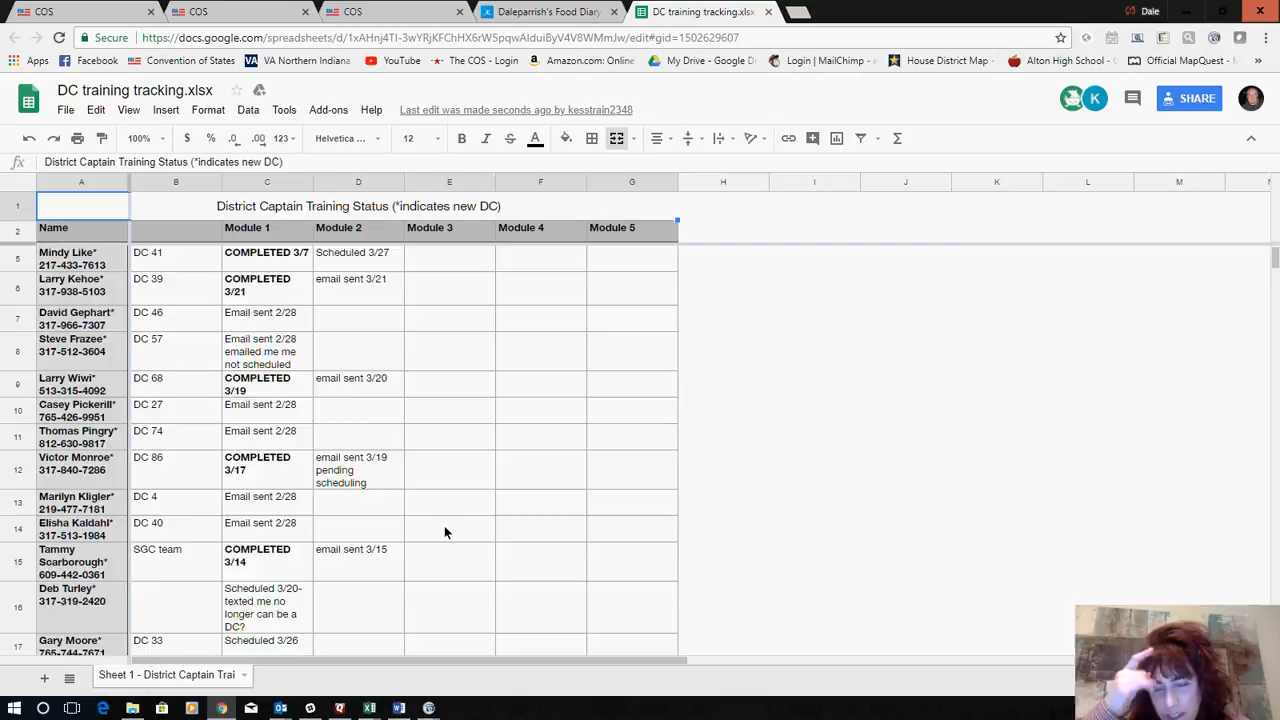 COS
COS
COS
Daleparrish's Food Diary
DC training tracking.xlsx
Dale
Secure
https://docs.google.com/spreadsheets/d/1xAHnj4TI-3wYRjKFChHX6rW5pqwAlduiByV4V8WMmJw/edit#gid=1502629607
Apps
Facebook
Convention of States
VA Northern Indiana
YouTube
The COS - Login
Amazon.com: Online
My Drive - Google D
Login | MailChimp -
House District Map -
Alton High School -
Official MapQuest -
DC training tracking.xlsx
File Edit View Insert Format Data Tools Add-ons Help
Last edit was made seconds ago by kesstrain2348
K
SHARE
100%
$ % .0 .00 123
Helvetica ...
12
B I S A
fx District Captain Training Status (*indicates new DC)
A B C D E F G H I J K L M
1 District Captain Training Status (*indicates new DC)
2 Name Module 1 Module 2 Module 3 Module 4 Module 5
5 Mindy Like* DC 41 COMPLETED 3/7 Scheduled 3/27
217-433-7613
6 Larry Kehoe* DC 39 COMPLETED email sent 3/21
317-938-5103 3/21
7 David Gephart* DC 46 Email sent 2/28
317-966-7307
8 Steve Frazee* DC 57 Email sent 2/28
317-512-3604 emailed me me
not scheduled
9 Larry Wiwi* DC 68 COMPLETED email sent 3/20
513-315-4092 3/19
10 Casey Pickerill* DC 27 Email sent 2/28
765-426-9951
11 Thomas Pingry* DC 74 Email sent 2/28
812-630-9817
12 Victor Monroe* DC 86 COMPLETED email sent 3/19
317-840-7286 3/17 pending
scheduling
13 Marilyn Kligler* DC 4 Email sent 2/28
219-477-7181
14 Elisha Kaldahl* DC 40 Email sent 2/28
317-513-1984
15 Tammy SGC team COMPLETED email sent 3/15
Scarborough* 3/14
609-442-0361
16 Deb Turley* Scheduled 3/20-
317-319-2420 texted me no
longer can be a
DC?
17 Gary Moore* DC 33 Scheduled 3/26
765-744-7671
Sheet 1 - District Captain Trai